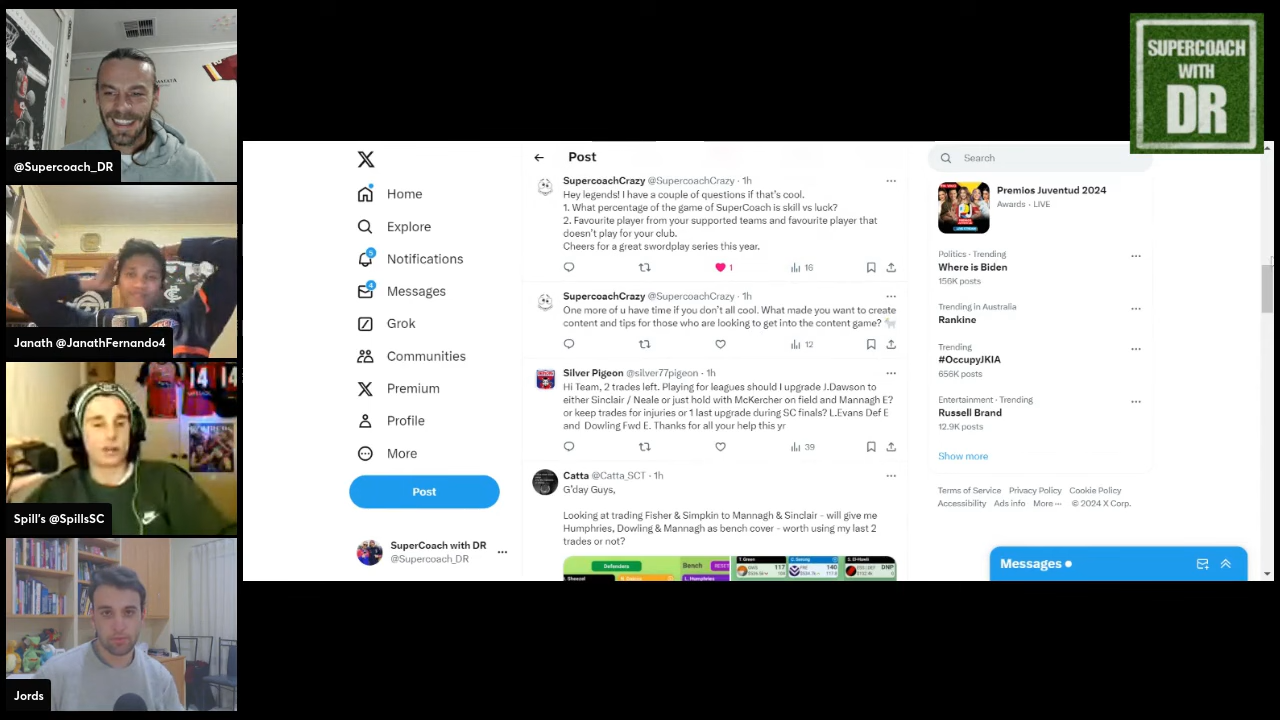 @Supercoach_DR
Janath @JanathFernando4
14
14
Spill's @SpillsSC
Jords
SUPERCOACH
WITH
DR
Home
Explore
5
Notifications
4
Messages
Grok
Communities
Premium
Profile
More
Post
SuperCoach with DR
@Supercoach_DR
Post
SupercoachCrazy @SupercoachCrazy · 1h
Hey legends! I have a couple of questions if that's cool.
1. What percentage of the game of SuperCoach is skill vs luck?
2. Favourite player from your supported teams and favourite player that
doesn't play for your club.
Cheers for a great swordplay series this year.
1
16
SupercoachCrazy @SupercoachCrazy · 1h
One more of u have time if you don't all cool. What made you want to create
content and tips for those who are looking to get into the content game?
12
Silver Pigeon @silver77pigeon · 1h
Hi Team, 2 trades left. Playing for leagues should I upgrade J.Dawson to
either Sinclair / Neale or just hold with McKercher on field and Mannagh E?
or keep trades for injuries or 1 last upgrade during SC finals? L.Evans Def E
and Dowling Fwd E. Thanks for all your help this yr
39
Catta @Catta_SCT · 1h
G'day Guys,
Looking at trading Fisher & Simpkin to Mannagh & Sinclair - will give me
Humphries, Dowling & Mannagh as bench cover - worth using my last 2
trades or not?
Defenders
Bench
RESET
117
140
DNP
Search
Premios Juventud 2024
Awards · LIVE
Politics · Trending
Where is Biden
156K posts
Trending in Australia
Rankine
Trending
#OccupyJKIA
656K posts
Entertainment · Trending
Russell Brand
12.9K posts
Show more
Terms of Service Privacy Policy Cookie Policy
Accessibility Ads info More ··· © 2024 X Corp.
Messages